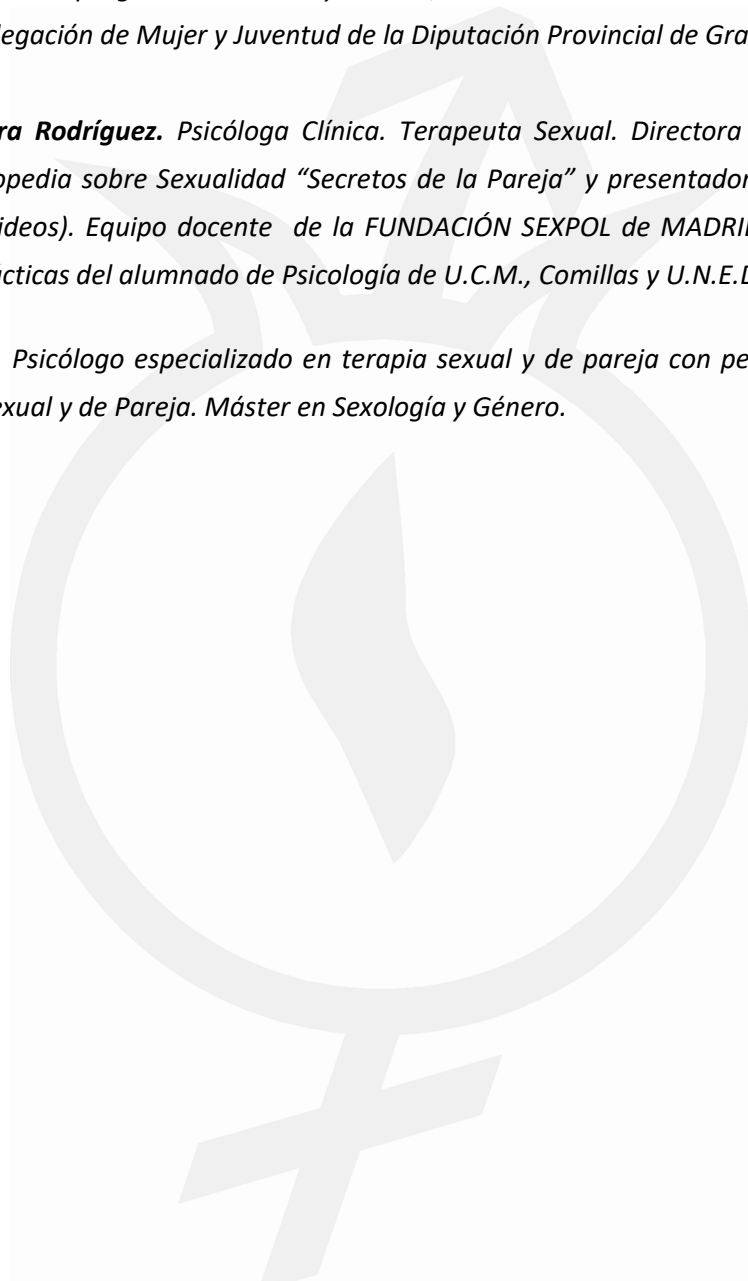 legación de Mujer y Juventud de la Diputación Provincial de Gra
ra Rodríguez. Psicóloga Clínica. Terapeuta Sexual. Directora
opedia sobre Sexualidad “Secretos de la Pareja” y presentador
ideos). Equipo docente de la FUNDACIÓN SEXPOL de MADRI
ácticas del alumnado de Psicología de U.C.M., Comillas y U.N.E.D
Psicólogo especializado en terapia sexual y de pareja con pe
exual y de Pareja. Máster en Sexología y Género.